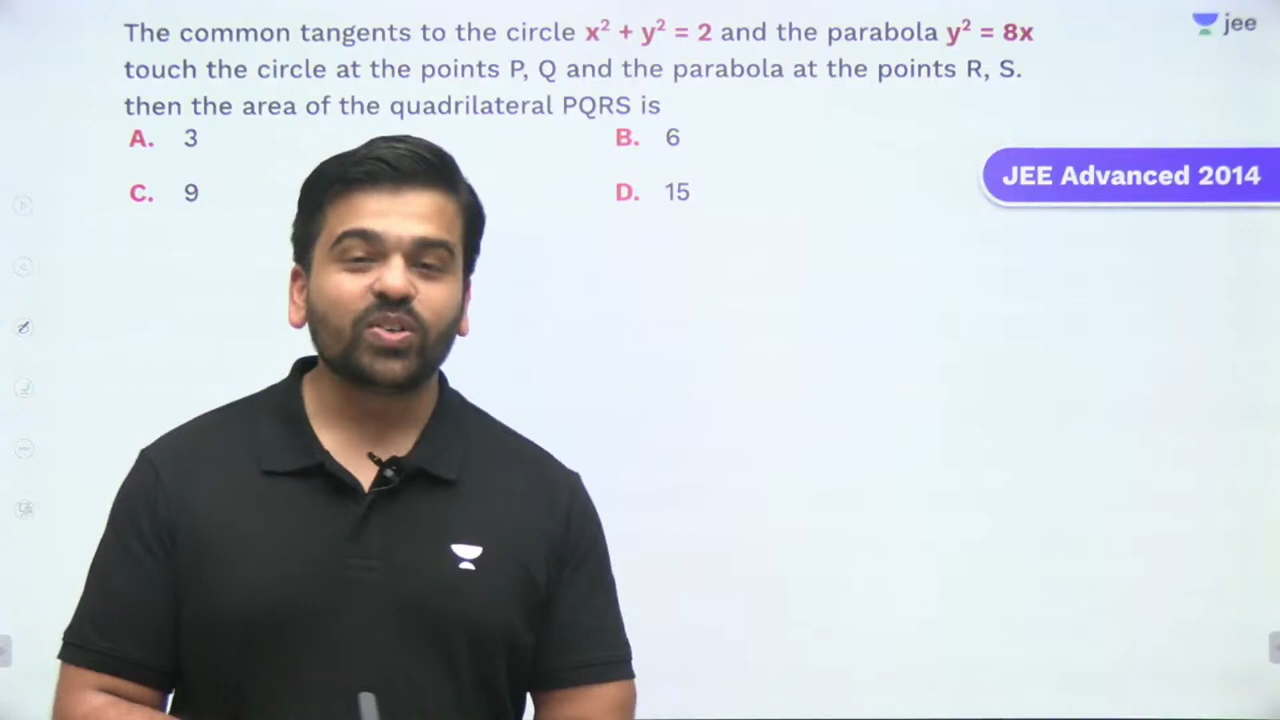 The common tangents to the circle x² + y² = 2 and the parabola y² = 8x
jee
touch the circle at the points P, Q and the parabola at the points R, S.
then the area of the quadrilateral PQRS is
A. 3
B. 6
JEE Advanced 2014
C. 9
D. 15